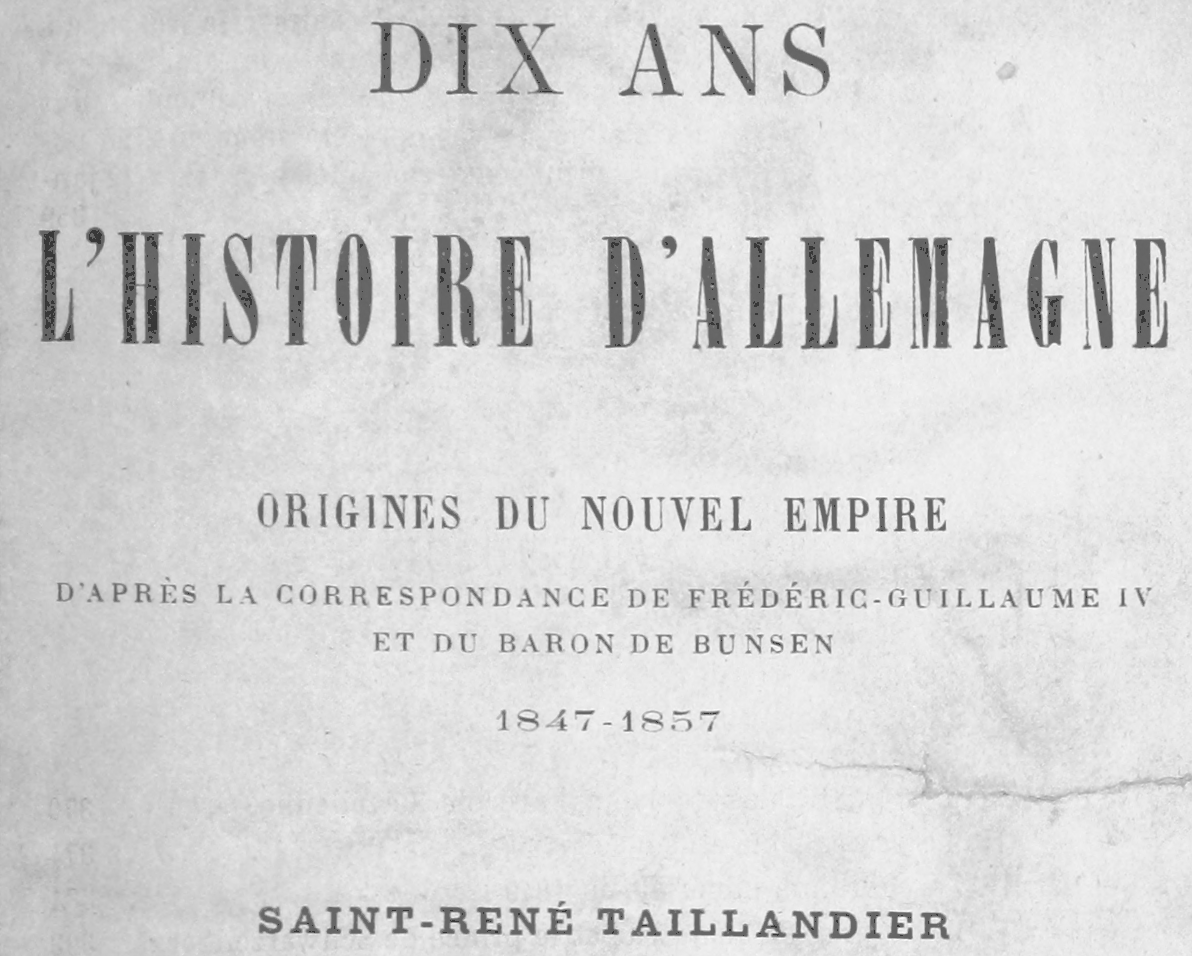 DIX ANS
L'HISTOIRE D'ALLEMAGNE
ORIGINES DU NOUVEL EMPIRE
D'APRÈS LA CORRESPONDANCE DE FRÉDÉRIC-GUILLAUME IV
ET DU BARON DE BUNSEN
1847-1857
SAINT-RENÉ TAILLANDIER